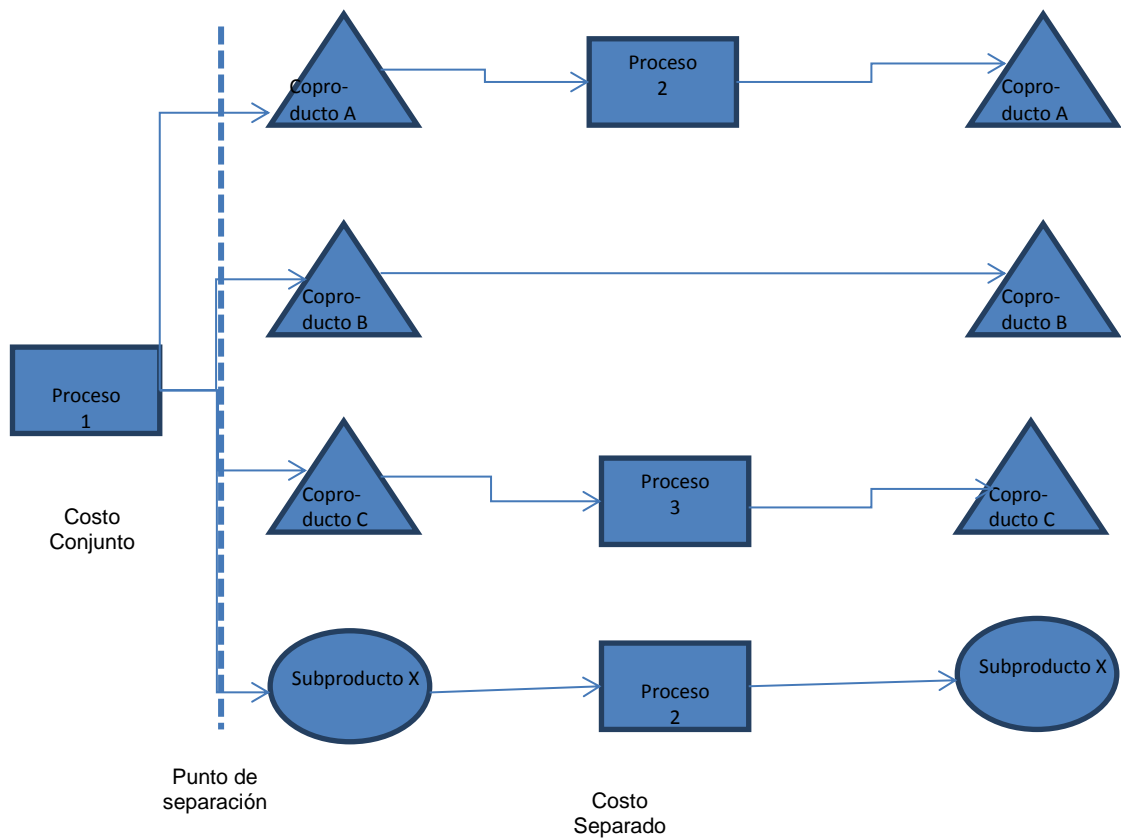 Copro-
ducto A
Proceso
2
Copro-
ducto A
Copro-
ducto B
Copro-
ducto B
Proceso
1
Copro-
ducto C
Proceso
3
Copro-
ducto C
Costo
Conjunto
Subproducto X
Proceso
2
Subproducto X
Punto de
separación
Costo
Separado